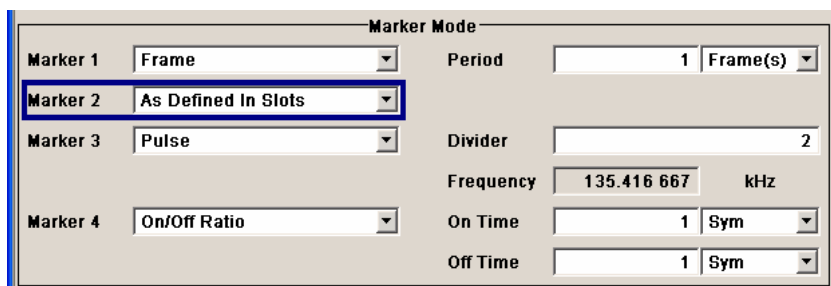 Marker Mode
Marker 1 Frame Period 1 Frame(s)
Marker 2 As Defined In Slots
Marker 3 Pulse Divider 2
Frequency 135.416 667 kHz
Marker 4 On/Off Ratio On Time 1 Sym
Off Time 1 Sym